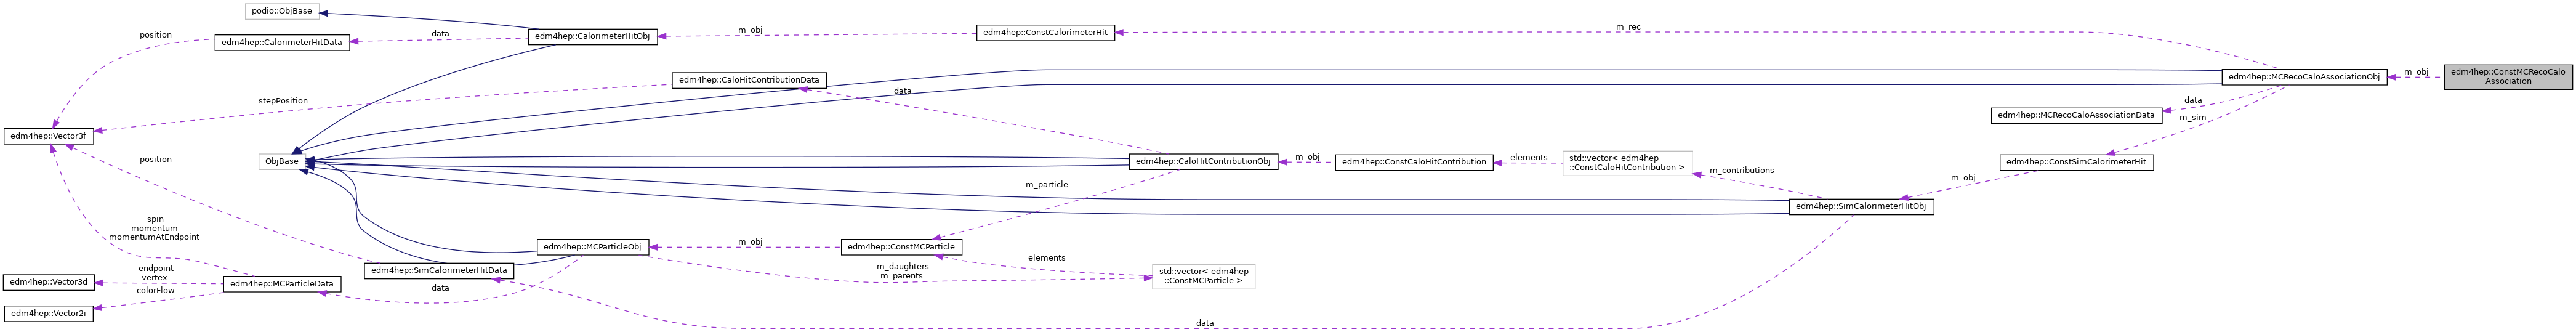 podio::ObjBase
edm4hep::CalorimeterHitData
position
data
edm4hep::CalorimeterHitObj
m_obj
edm4hep::ConstCalorimeterHit
m_rec
edm4hep::MCRecoCaloAssociationObj
m_obj
edm4hep::ConstMCRecoCalo
Association
edm4hep::CaloHitContributionData
stepPosition
data
data
m_sim
edm4hep::MCRecoCaloAssociationData
edm4hep::Vector3f
ObjBase
position
edm4hep::CaloHitContributionObj
m_obj
edm4hep::ConstCaloHitContribution
elements
std::vector< edm4hep
::ConstCaloHitContribution >
m_contributions
edm4hep::ConstSimCalorimeterHit
m_obj
m_particle
edm4hep::SimCalorimeterHitObj
spin
momentum
momentumAtEndpoint
edm4hep::MCParticleObj
m_obj
edm4hep::ConstMCParticle
elements
m_daughters
m_parents
std::vector< edm4hep
::ConstMCParticle >
edm4hep::SimCalorimeterHitData
endpoint
vertex
edm4hep::Vector3d
edm4hep::MCParticleData
colorFlow
data
edm4hep::Vector2i
data